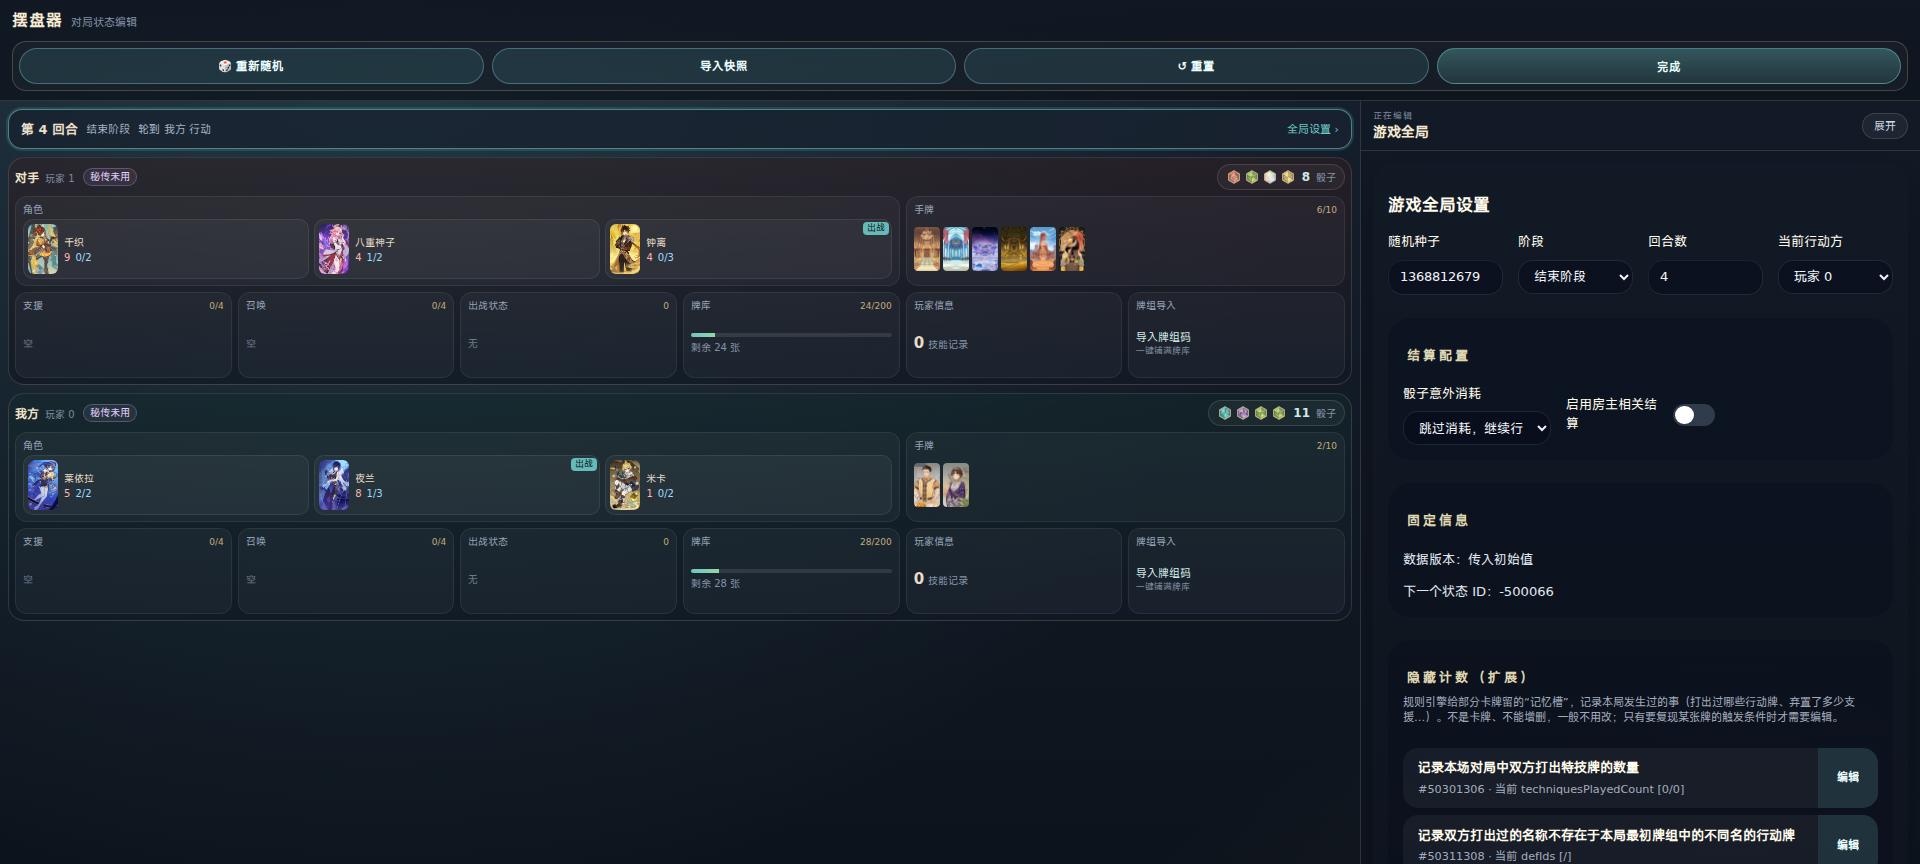 摆盘器 对局状态编辑
🎲 重新随机
导入快照
↺ 重置
完成
第 4 回合 结束阶段 轮到 我方 行动
全局设置 ›
对手 玩家 1 秘传未用
8 骰子
角色
千织
9 0/2
八重神子
4 1/2
钟离
4 0/3
出战
手牌 6/10
支援 0/4
空
召唤 0/4
空
出战状态 0
无
牌库 24/200
剩余 24 张
玩家信息
0 技能记录
牌组导入
导入牌组码
一键铺满牌库
我方 玩家 0 秘传未用
11 骰子
角色
莱依拉
5 2/2
夜兰
8 1/3
出战
米卡
1 0/2
手牌 2/10
支援 0/4
空
召唤 0/4
空
出战状态 0
无
牌库 28/200
剩余 28 张
玩家信息
0 技能记录
牌组导入
导入牌组码
一键铺满牌库
正在编辑
游戏全局
展开
游戏全局设置
随机种子
1368812679
阶段
结束阶段
回合数
4
当前行动方
玩家 0
结算配置
骰子意外消耗
跳过消耗，继续行
启用房主相关结
算
固定信息
数据版本：传入初始值
下一个状态 ID：-500066
隐藏计数（扩展）
规则引擎给部分卡牌留的“记忆槽”，记录本局发生过的事（打出过哪些行动牌、弃置了多少支
援…）。不是卡牌、不能增删，一般不用改；只有要复现某张牌的触发条件时才需要编辑。
记录本场对局中双方打出特技牌的数量
#50301306 · 当前 techniquesPlayedCount [0/0]
编辑
记录双方打出过的名称不存在于本局最初牌组中的不同名的行动牌
#50311308 · 当前 defIds [/]
编辑